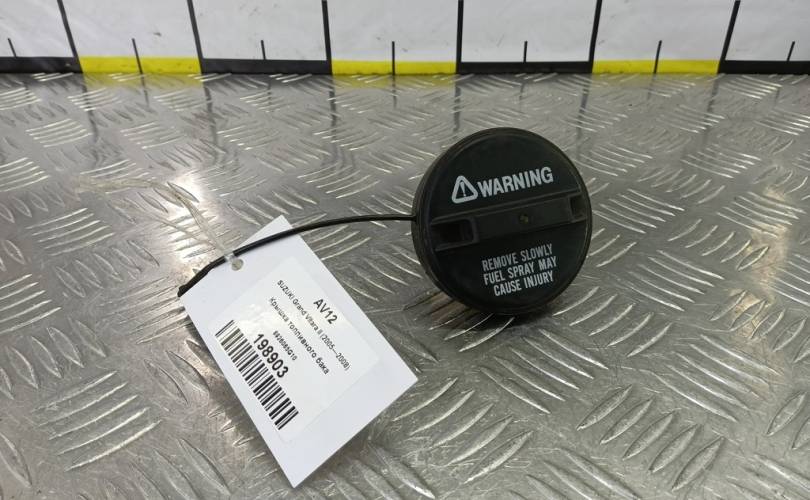 WARNING
REMOVE SLOWLY
FUEL SPRAY MAY
CAUSE INJURY
AV12
SUZUKI Grand Vitara II (2005—2008)
Крышка топливного бака
198903